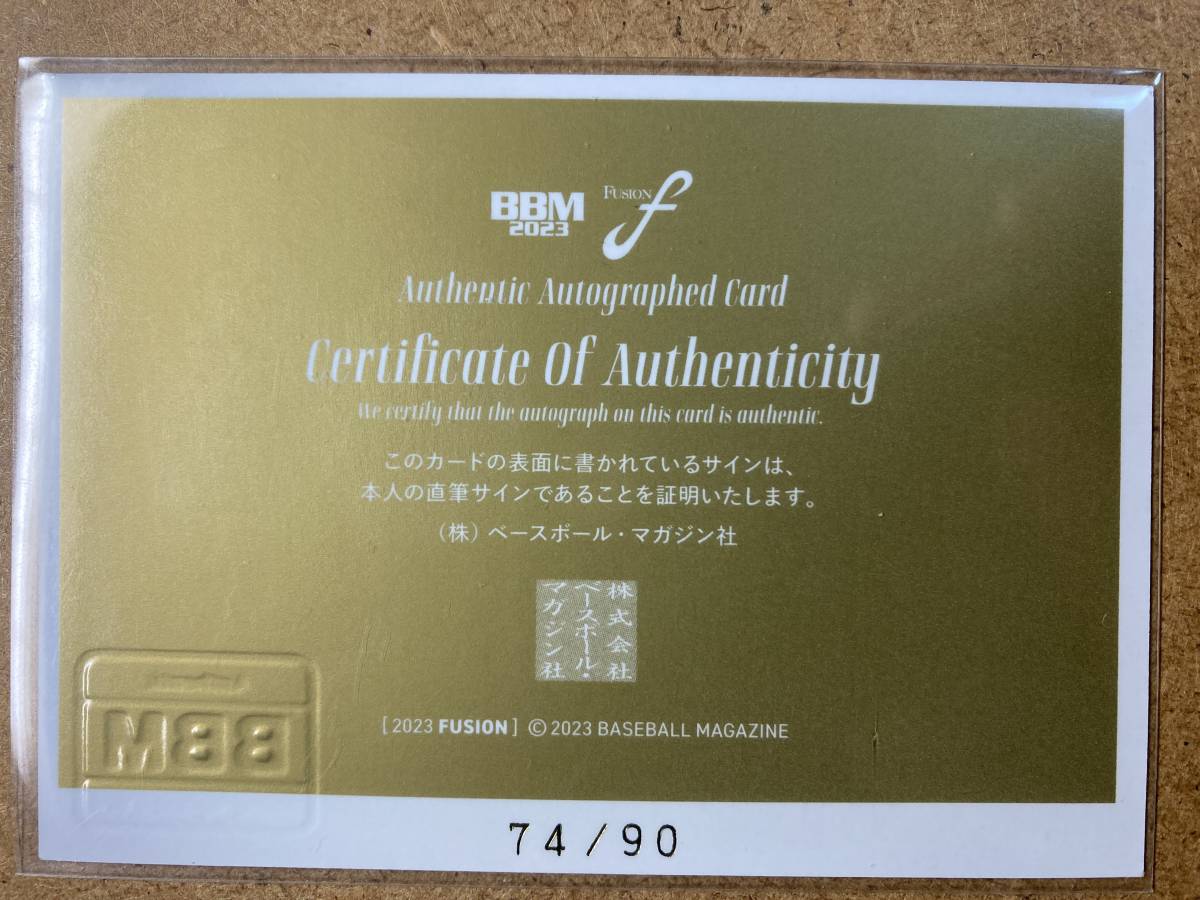 BBM
2023
FUSION
f
Authentic Autographed Card
Certificate Of Authenticity
We certify that the autograph on this card is authentic.
このカードの表面に書かれているサインは、
本人の直筆サインであることを証明いたします。
（株）ベースボール・マガジン社
株式会社
ベースボール・
マガジン社
[2023 FUSION] © 2023 BASEBALL MAGAZINE
BBM
74/90